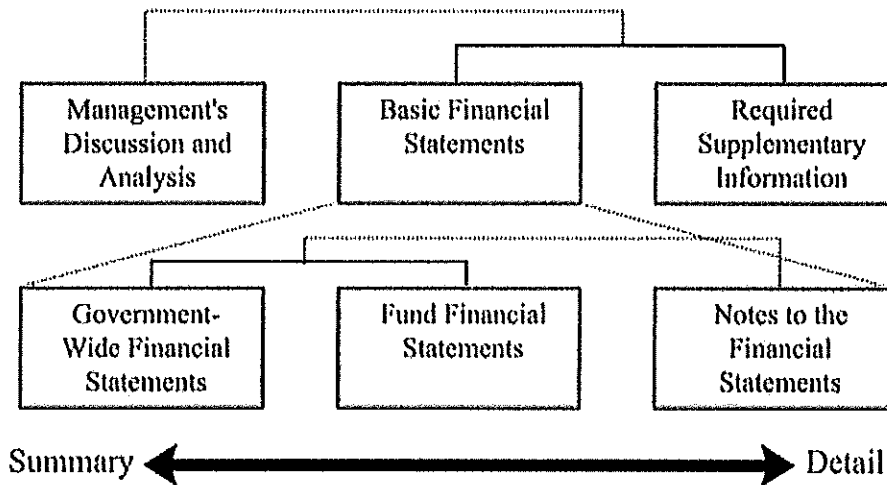 Management's
Discussion and
Analysis
Basic Financial
Statements
Required
Supplementary
Information
Government-
Wide Financial
Statements
Fund Financial
Statements
Notes to the
Financial
Statements
Summary
Detail